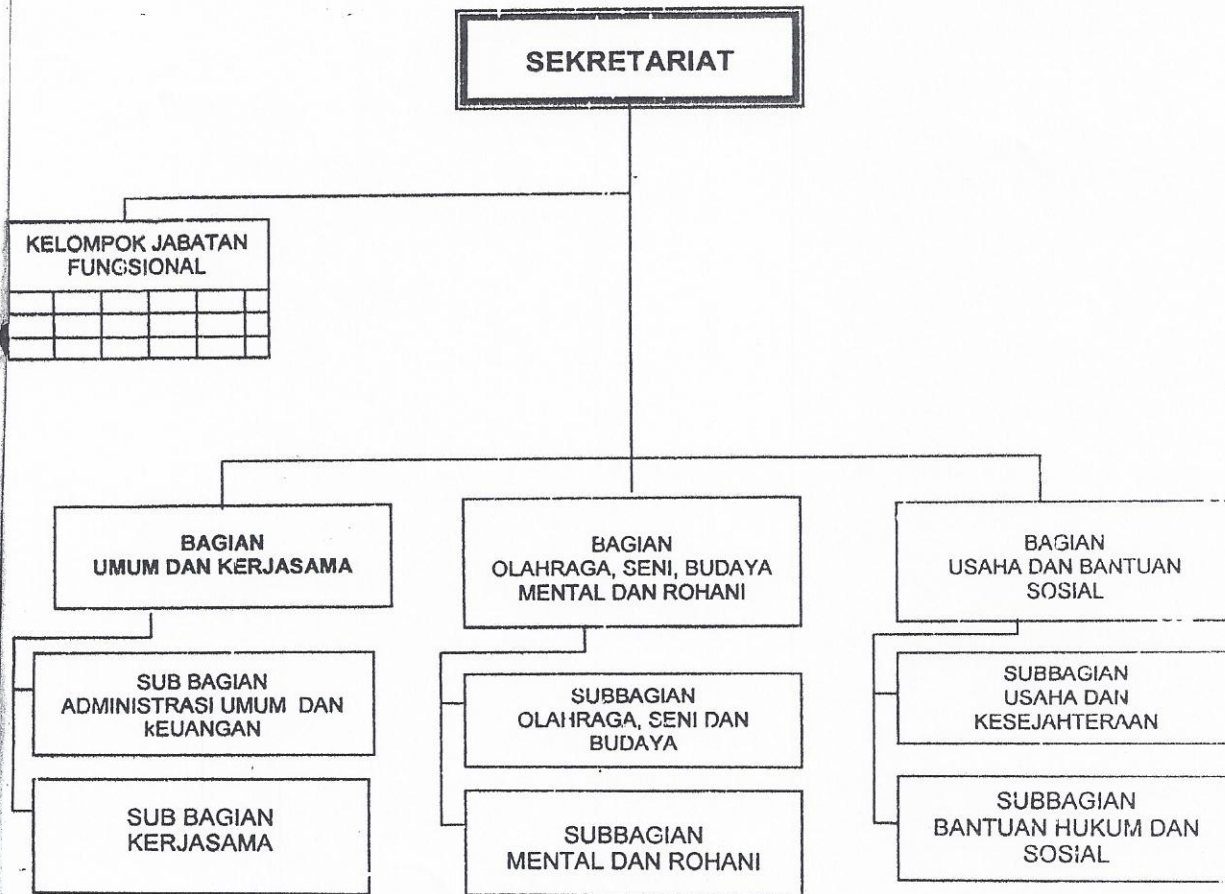 SEKRETARIAT
KELOMPOK JABATAN
FUNGSIONAL
BAGIAN
UMUM DAN KERJASAMA
BAGIAN
OLAHRAGA, SENI, BUDAYA
MENTAL DAN ROHANI
BAGIAN
USAHA DAN BANTUAN
SOSIAL
SUB BAGIAN
ADMINISTRASI UMUM DAN
kEUANGAN
SUBBAGIAN
OLAHRAGA, SENI DAN
BUDAYA
SUBBAGIAN
USAHA DAN
KESEJAHTERAAN
SUB BAGIAN
KERJASAMA
SUBBAGIAN
MENTAL DAN ROHANI
SUBBAGIAN
BANTUAN HUKUM DAN
SOSIAL